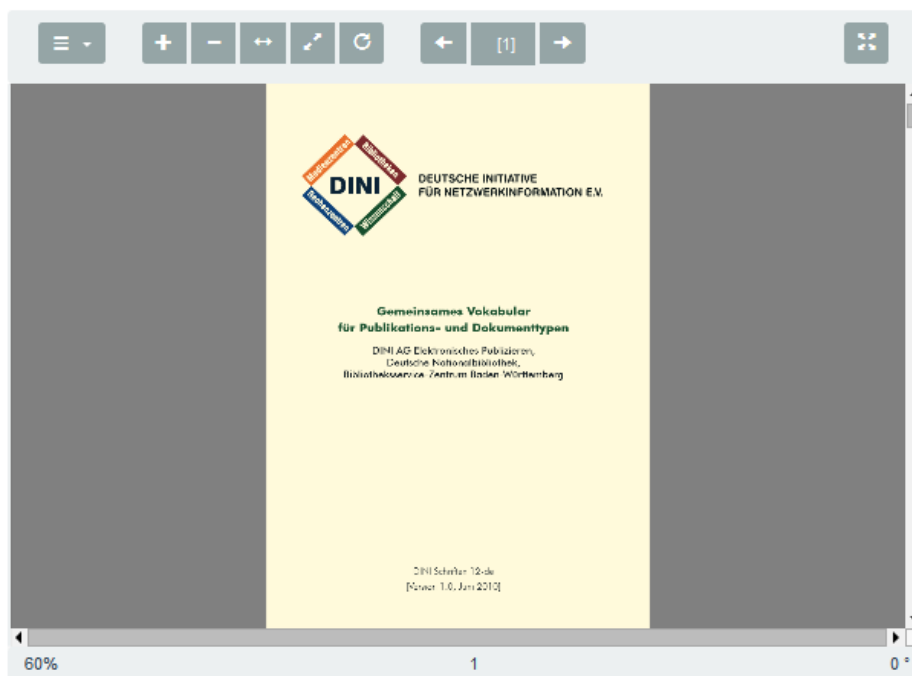 [1]
Medienzentren
Bibliotheken
DINI
Rechenzentren
Wissenschaft
DEUTSCHE INITIATIVE
FÜR NETZWERKINFORMATION E.V.
Gemeinsames Vokabular
für Publikations- und Dokumenttypen
DINI AG Elektronisches Publizieren,
Deutsche Nationalbibliothek,
Bibliotheksservice-Zentrum Baden Württemberg
DINI Schriften 12-de
[Version 1.0, Juni 2010]
60%
1
0 °